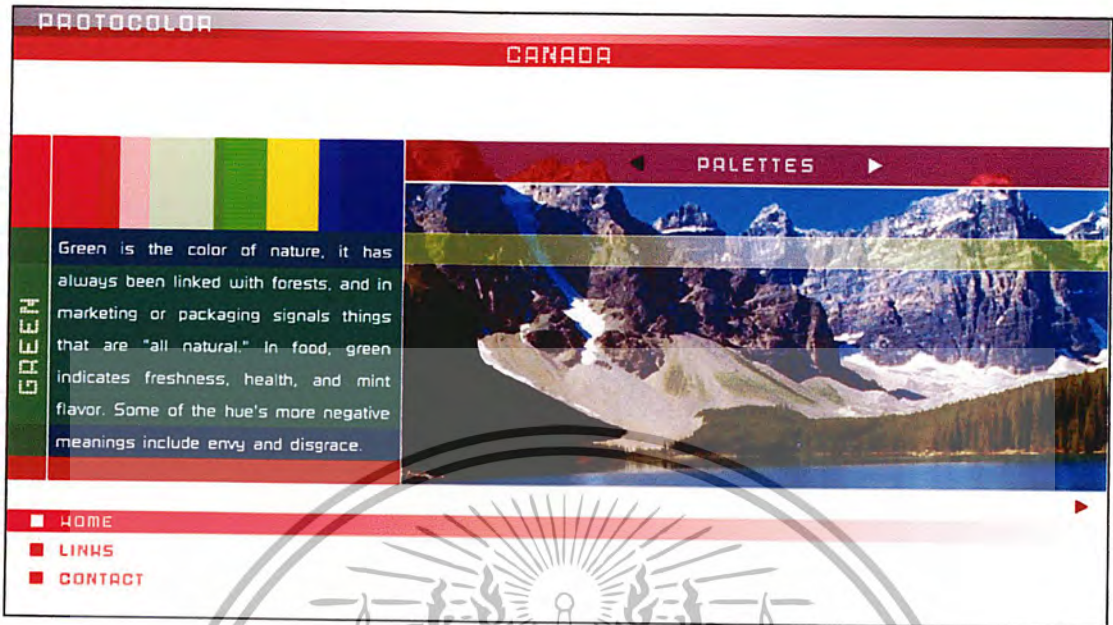 PROTOCOLOR
CANADA
PALETTES
GREEN
Green is the color of nature, it has
always been linked with forests, and in
marketing or packaging signals things
that are "all natural." In food, green
indicates freshness, health, and mint
flavor. Some of the hue's more negative
meanings include envy and disgrace.
HOME
LINKS
CONTACT